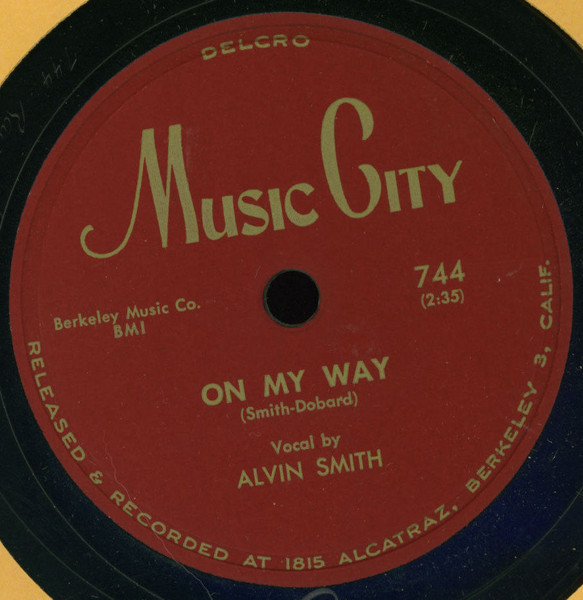 DELCRO
MUSIC CITY
744
(2:35)
Berkeley Music Co.
BMI
ON MY WAY
(Smith-Dobard)
Vocal by
ALVIN SMITH
RELEASED & RECORDED AT 1815 ALCATRAZ, BERKELEY 3, CALIF.